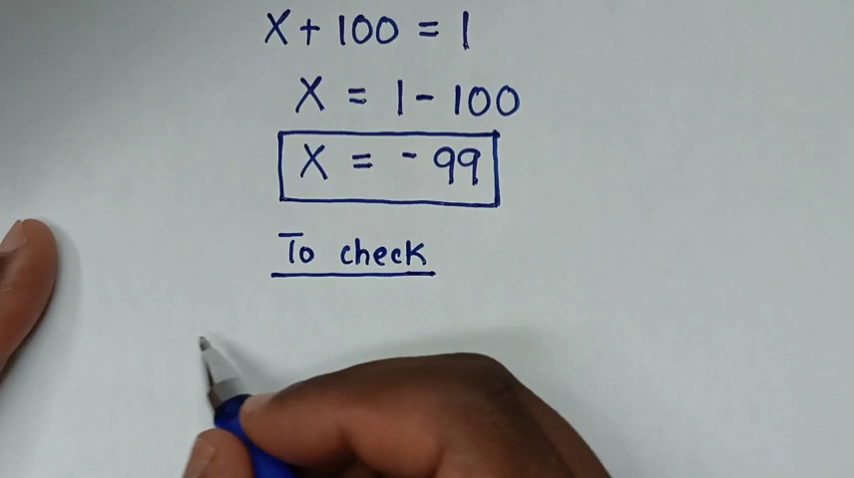 X + 100 = 1
X = 1 - 100
X = - 99
To check